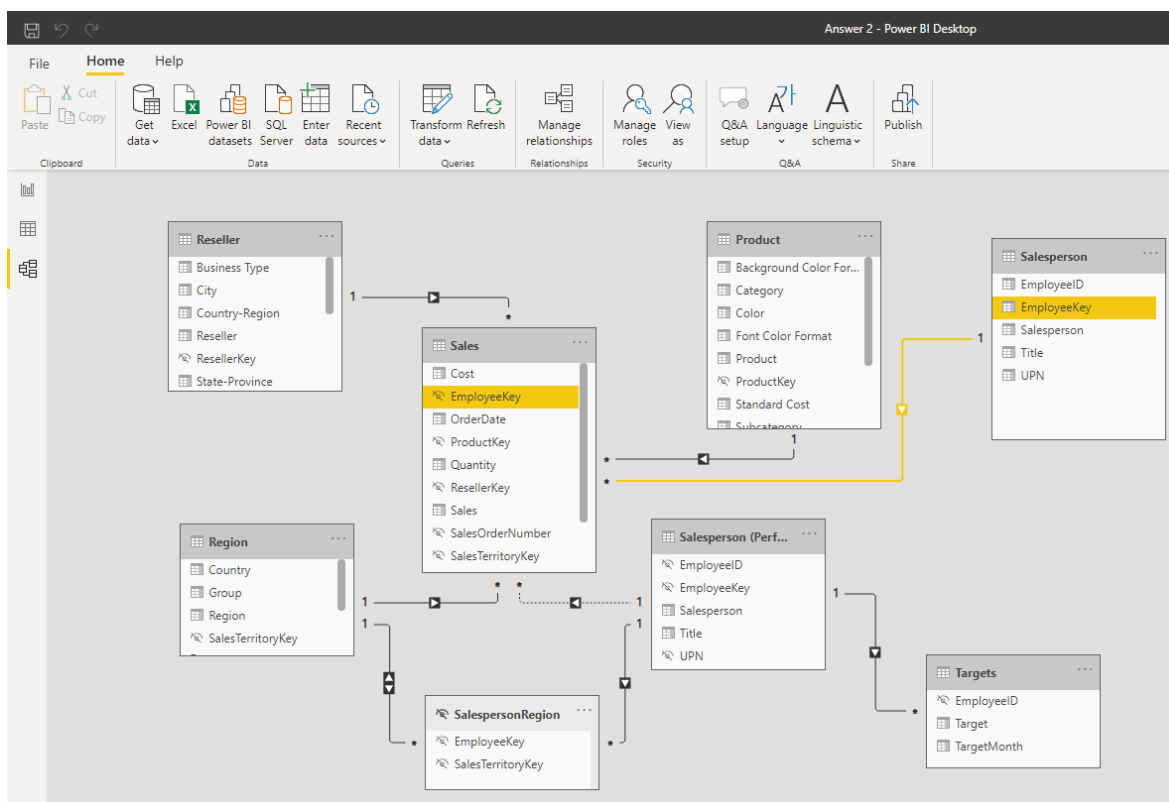 Answer 2 - Power BI Desktop
File Home Help
Paste
Cut
Copy
Clipboard
Get data
Excel
Power BI datasets
SQL Server
Enter data
Recent sources
Data
Transform data
Refresh
Queries
Manage relationships
Relationships
Manage roles
View as
Security
Q&A setup
Language
Linguistic schema
Q&A
Publish
Share
Reseller ...
Business Type
City
Country-Region
Reseller
ResellerKey
State-Province
1
*
Sales ...
Cost
EmployeeKey
OrderDate
ProductKey
Quantity
ResellerKey
Sales
SalesOrderNumber
SalesTerritoryKey
Product ...
Background Color For...
Category
Color
Font Color Format
Product
ProductKey
Standard Cost
Subcategory
1
*
Salesperson ...
EmployeeID
EmployeeKey
Salesperson
Title
UPN
1
*
Region ...
Country
Group
Region
SalesTerritoryKey
1
*
*
1
1
1
Salesperson (Perf... ...
EmployeeID
EmployeeKey
Salesperson
Title
UPN
1
*
SalespersonRegion ...
EmployeeKey
SalesTerritoryKey
*
*
Targets ...
EmployeeID
Target
TargetMonth